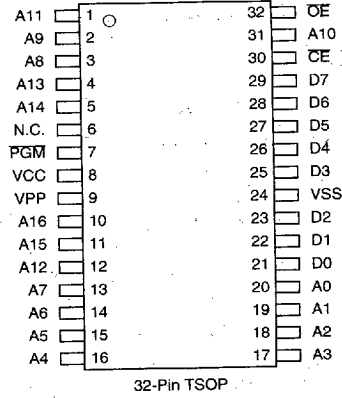 A11 1 32 O̅E̅
A9 2 31 A10
A8 3 30 C̅E̅
A13 4 29 D7
A14 5 28 D6
N.C. 6 27 D5
P̅G̅M̅ 7 26 D4
VCC 8 25 D3
VPP 9 24 VSS
A16 10 23 D2
A15 11 22 D1
A12 12 21 D0
A7 13 20 A0
A6 14 19 A1
A5 15 18 A2
A4 16 17 A3
32-Pin TSOP